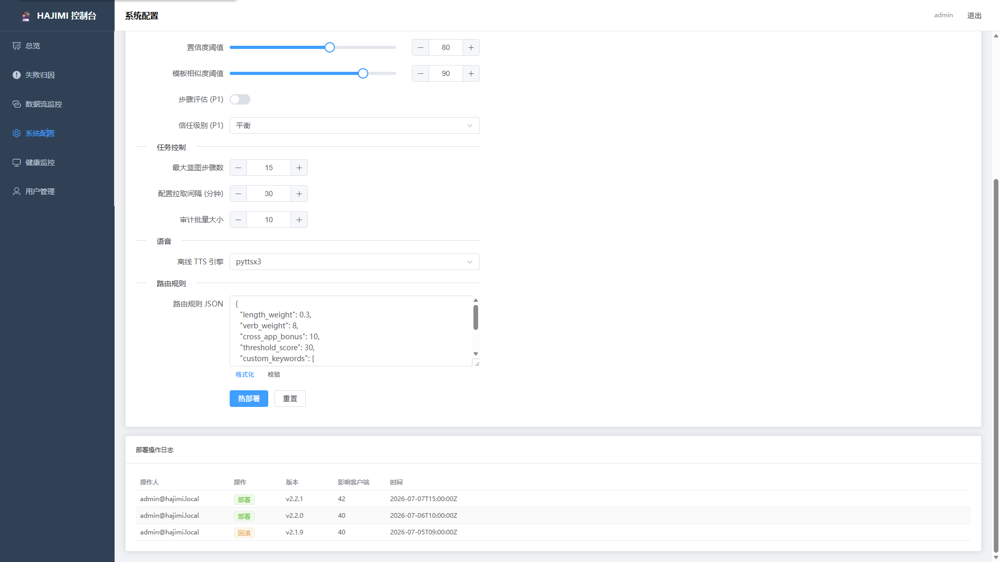 HAJIMI 控制台
系统配置
admin
退出
总览
失败归因
数据流监控
系统配置
健康监控
用户管理
置信度阈值
80
模板相似度阈值
90
步骤评估 (P1)
信任级别 (P1)
平衡
任务控制
最大蓝图步骤数
15
配置拉取间隔 (分钟)
30
审计批量大小
10
语音
离线 TTS 引擎
pyttsx3
路由规则
路由规则 JSON
{
"length_weight": 0.3,
"verb_weight": 8,
"cross_app_bonus": 10,
"threshold_score": 30,
"custom_keywords": [
格式化 校验
热部署 重置
部署操作日志
操作人 操作 版本 影响客户端 时间
admin@hajimi.local 部署 v2.2.1 42 2026-07-07T15:00:00Z
admin@hajimi.local 部署 v2.2.0 40 2026-07-06T10:00:00Z
admin@hajimi.local 回滚 v2.1.9 40 2026-07-05T09:00:00Z